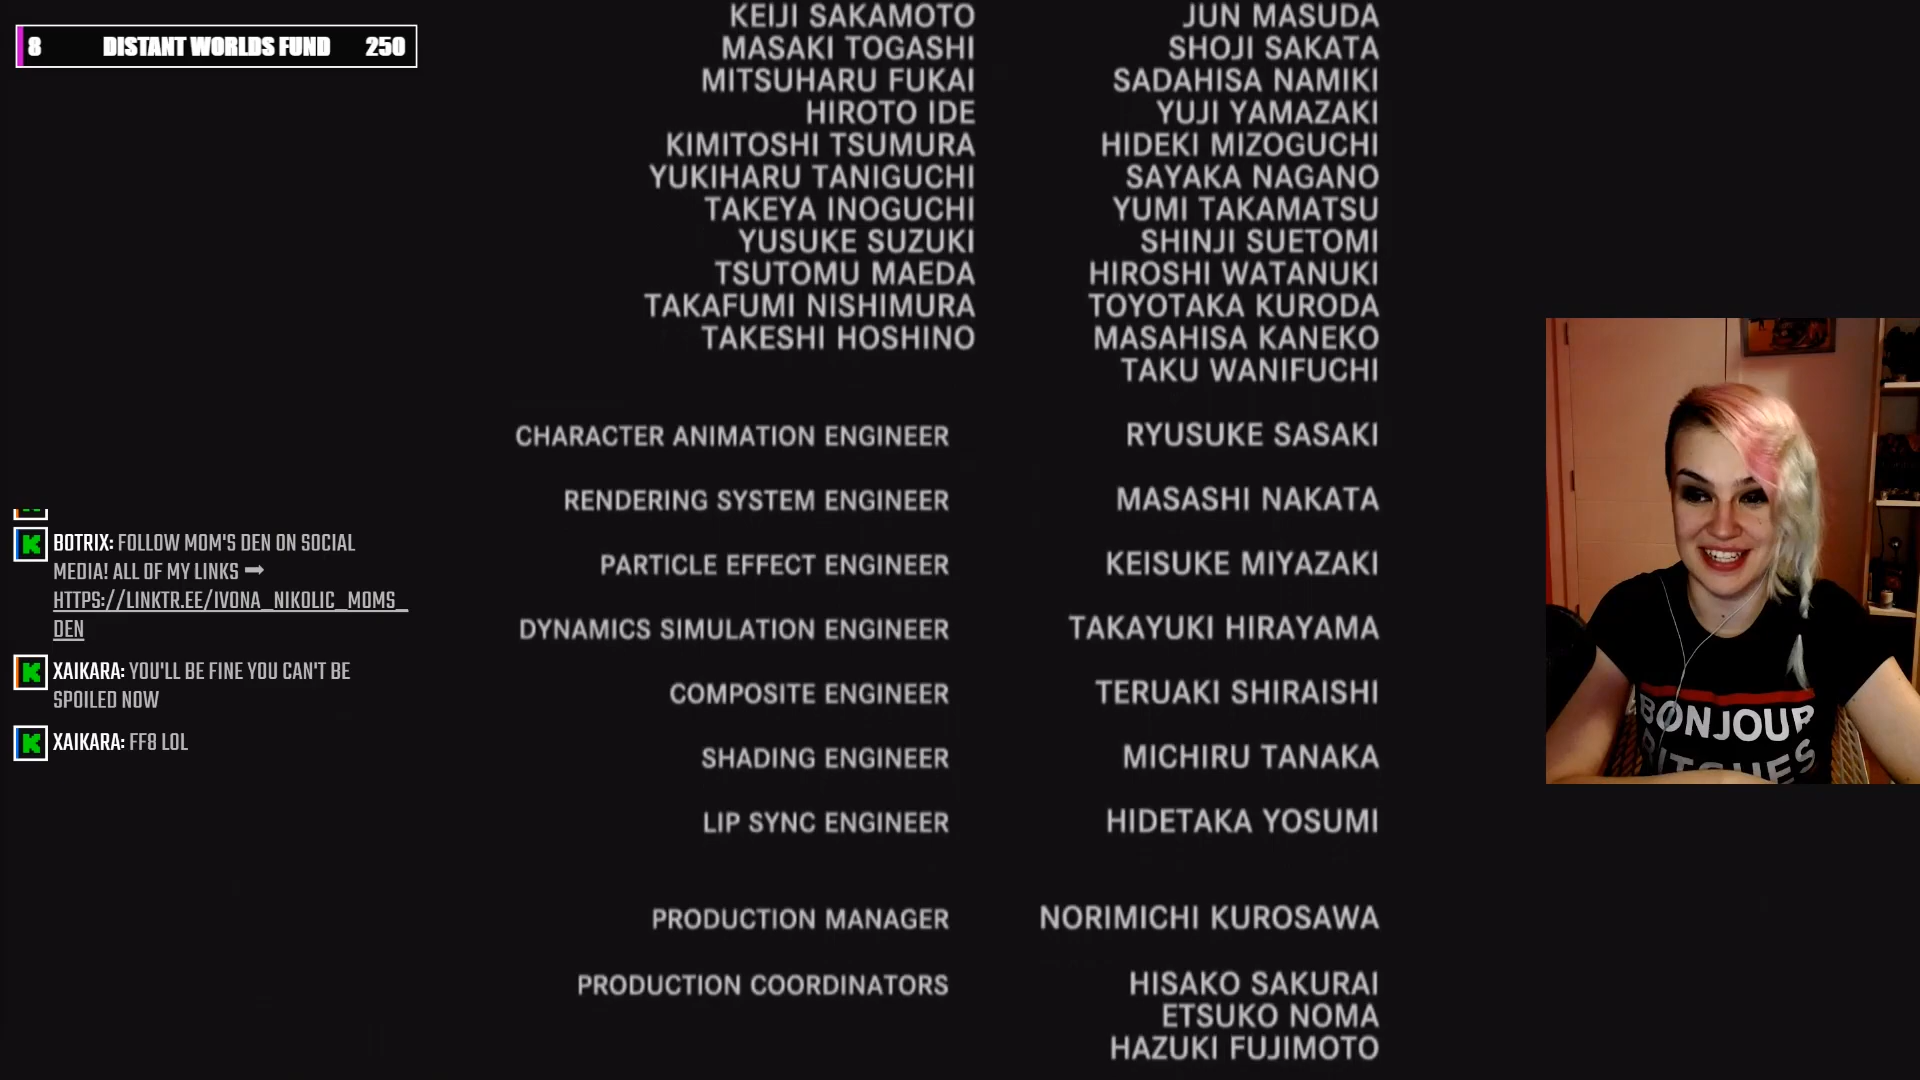 8 DISTANT WORLDS FUND 250
KEIJI SAKAMOTO JUN MASUDA
MASAKI TOGASHI SHOJI SAKATA
MITSUHARU FUKAI SADAHISA NAMIKI
HIROTO IDE YUJI YAMAZAKI
KIMITOSHI TSUMURA HIDEKI MIZOGUCHI
YUKIHARU TANIGUCHI SAYAKA NAGANO
TAKEYA INOGUCHI YUMI TAKAMATSU
YUSUKE SUZUKI SHINJI SUETOMI
TSUTOMU MAEDA HIROSHI WATANUKI
TAKAFUMI NISHIMURA TOYOTAKA KURODA
TAKESHI HOSHINO MASAHISA KANEKO
TAKU WANIFUCHI
CHARACTER ANIMATION ENGINEER RYUSUKE SASAKI
RENDERING SYSTEM ENGINEER MASASHI NAKATA
PARTICLE EFFECT ENGINEER KEISUKE MIYAZAKI
DYNAMICS SIMULATION ENGINEER TAKAYUKI HIRAYAMA
COMPOSITE ENGINEER TERUAKI SHIRAISHI
SHADING ENGINEER MICHIRU TANAKA
LIP SYNC ENGINEER HIDETAKA YOSUMI
PRODUCTION MANAGER NORIMICHI KUROSAWA
PRODUCTION COORDINATORS HISAKO SAKURAI
ETSUKO NOMA
HAZUKI FUJIMOTO
BOTRIX: FOLLOW MOM'S DEN ON SOCIAL
MEDIA! ALL OF MY LINKS ➡
HTTPS://LINKTR.EE/IVONA_NIKOLIC_MOMS_
DEN
XAIKARA: YOU'LL BE FINE YOU CAN'T BE
SPOILED NOW
XAIKARA: FF8 LOL
BONJOUR
BITCHES